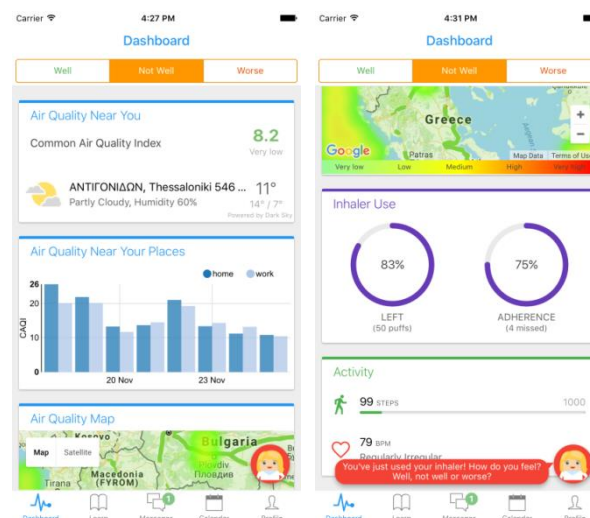 Carrier 4:27 PM
Dashboard
Well Not Well Worse
Air Quality Near You
Common Air Quality Index 8.2
Very low
ΑΝΤΙΓΟΝΙΔΩΝ, Thessaloniki 546 ... 11°
Partly Cloudy, Humidity 60% 14° / 7°
Powered by Dark Sky
Air Quality Near Your Places
home work
26
20
CAQI
10
0
20 Nov 23 Nov
Air Quality Map
Kosovo
Map Satellite
Bulgaria
Пловдив
Macedonia
(FYROM)
Tirana
1
Dashboard Learn Messages Calendar Profile
Carrier 4:31 PM
Dashboard
Well Not Well Worse
Greece
+
-
Google
Patras
Map Data Terms of Us
Very low Low Medium High Very high
Inhaler Use
83% 75%
LEFT ADHERENCE
(50 puffs) (4 missed)
Activity
99 STEPS 1000
79 BPM
Regularly Irregular
You've just used your inhaler! How do you feel?
Well, not well or worse?
1
Dashboard Learn Messages Calendar Profile